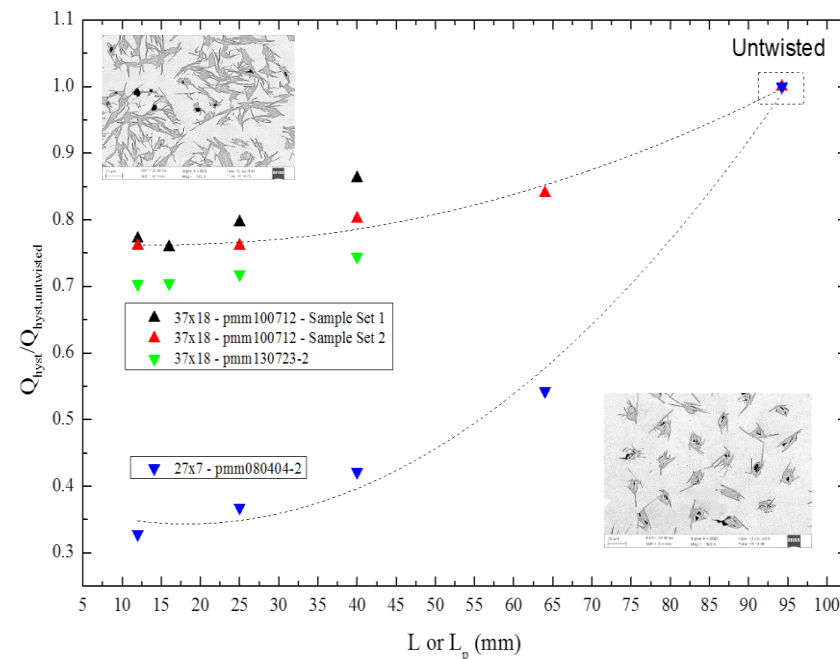 Untwisted
1.1
1.0
0.9
0.8
0.7
0.6
0.5
0.4
0.3
Q_hyst/Q_hyst,untwisted
37x18 - pmm100712 - Sample Set 1
37x18 - pmm100712 - Sample Set 2
37x18 - pmm130723-2
27x7 - pmm080404-2
5 10 15 20 25 30 35 40 45 50 55 60 65 70 75 80 85 90 95 100
L or L_p (mm)